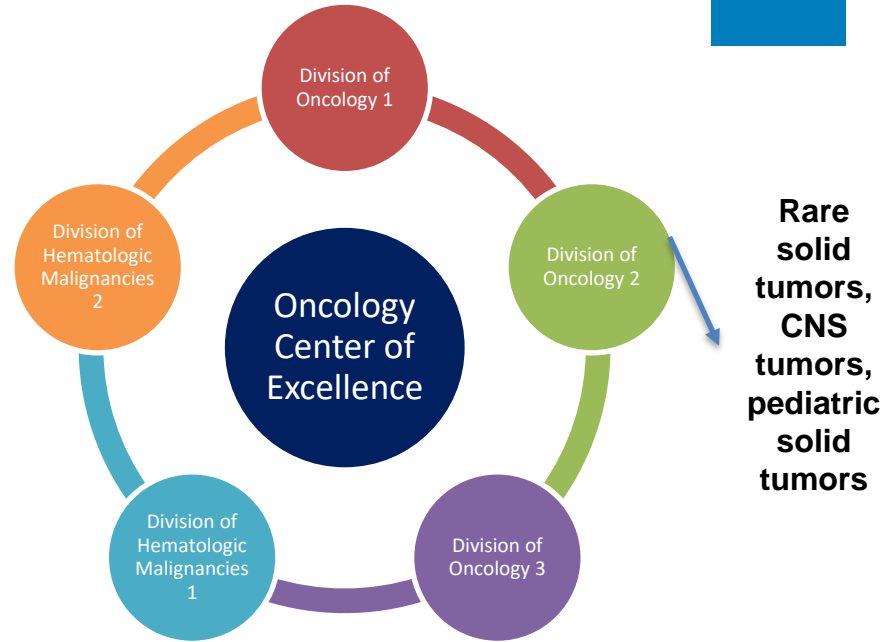 Division of
Oncology 1
Division of
Hematologic
Malignancies
2
Division of
Oncology 2
Oncology
Center of
Excellence
Rare
solid
tumors,
CNS
tumors,
pediatric
solid
tumors
Division of
Hematologic
Malignancies
1
Division of
Oncology 3